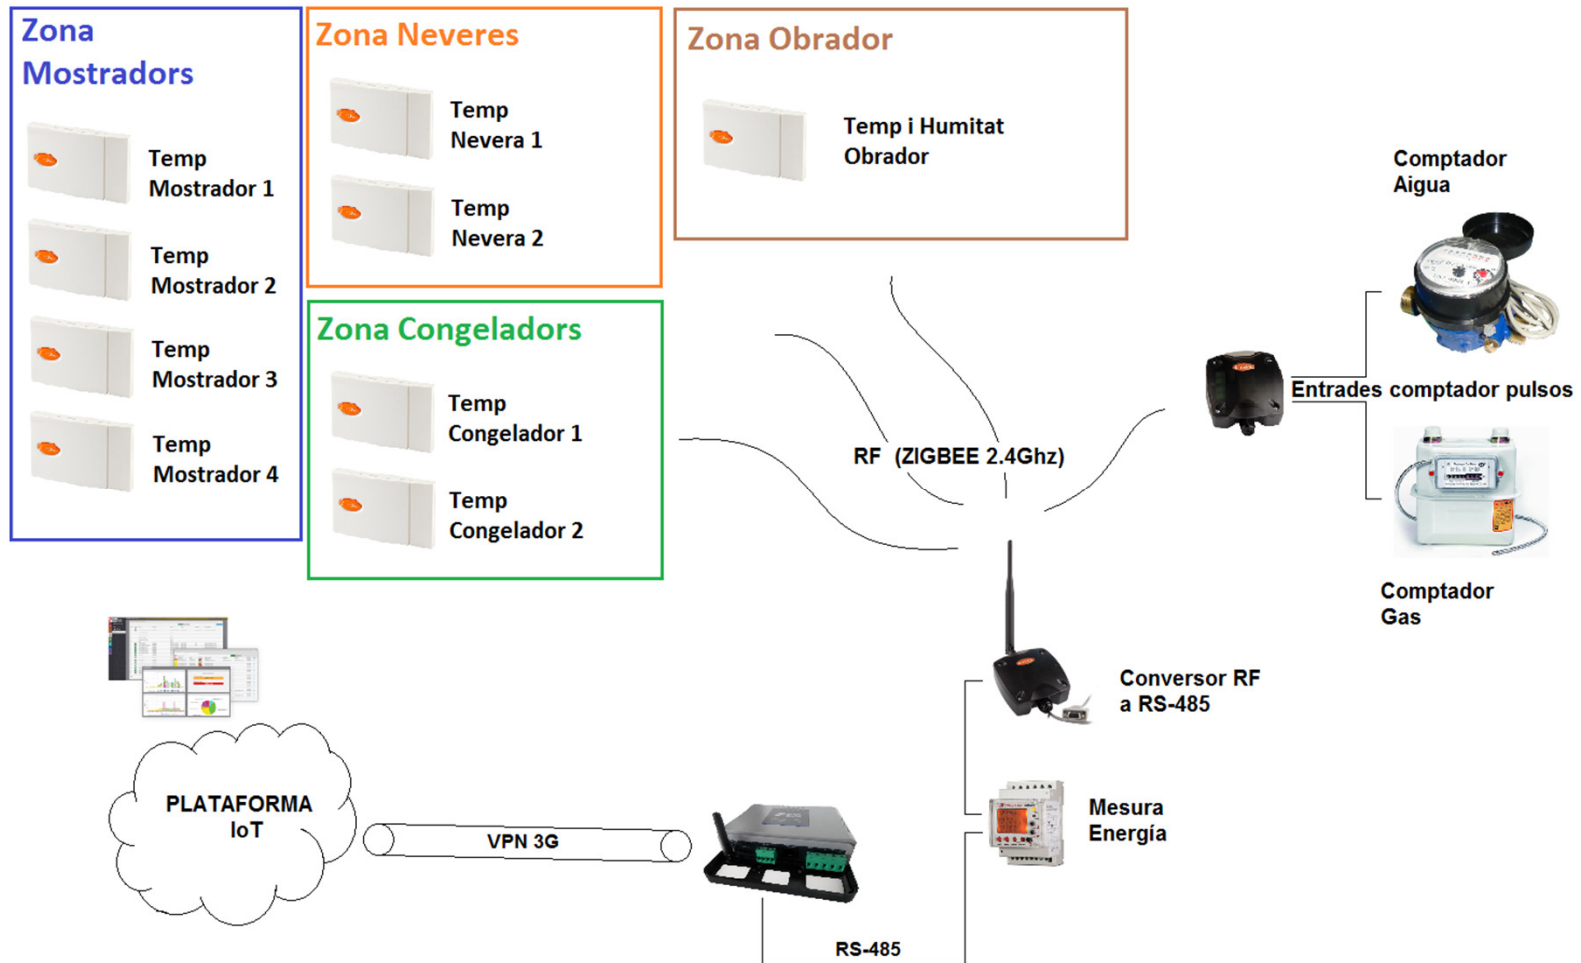 Zona
Mostradors
Temp
Mostrador 1
Temp
Mostrador 2
Temp
Mostrador 3
Temp
Mostrador 4
Zona Neveres
Temp
Nevera 1
Temp
Nevera 2
Zona Congeladors
Temp
Congelador 1
Temp
Congelador 2
Zona Obrador
Temp i Humitat
Obrador
Comptador
Aigua
Entrades comptador pulsos
Comptador
Gas
RF (ZIGBEE 2.4Ghz)
Conversor RF
a RS-485
Mesura
Energía
PLATAFORMA
IoT
VPN 3G
RS-485